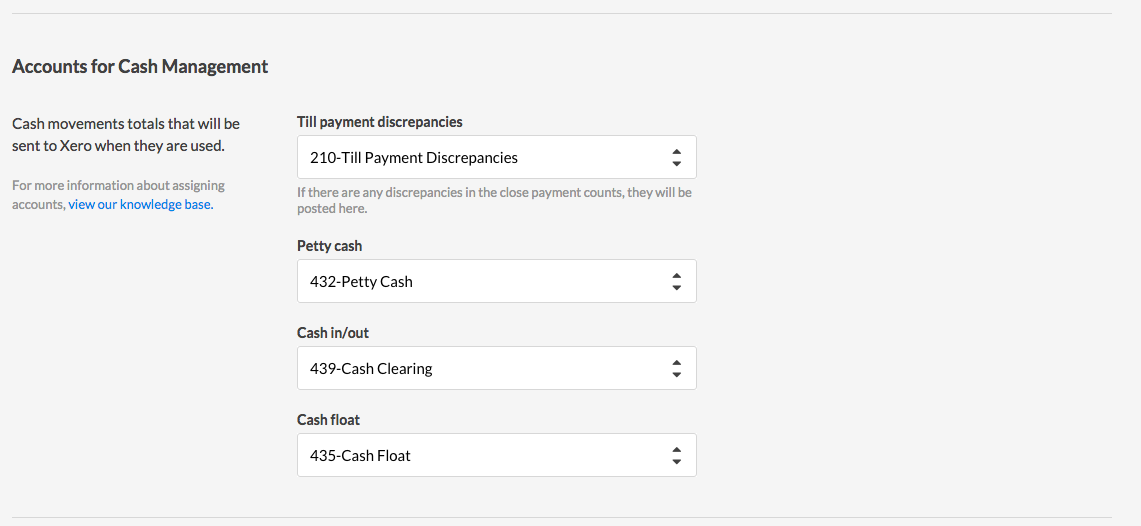 Accounts for Cash Management
Cash movements totals that will be
sent to Xero when they are used.
For more information about assigning
accounts, view our knowledge base.
Till payment discrepancies
210-Till Payment Discrepancies
If there are any discrepancies in the close payment counts, they will be
posted here.
Petty cash
432-Petty Cash
Cash in/out
439-Cash Clearing
Cash float
435-Cash Float